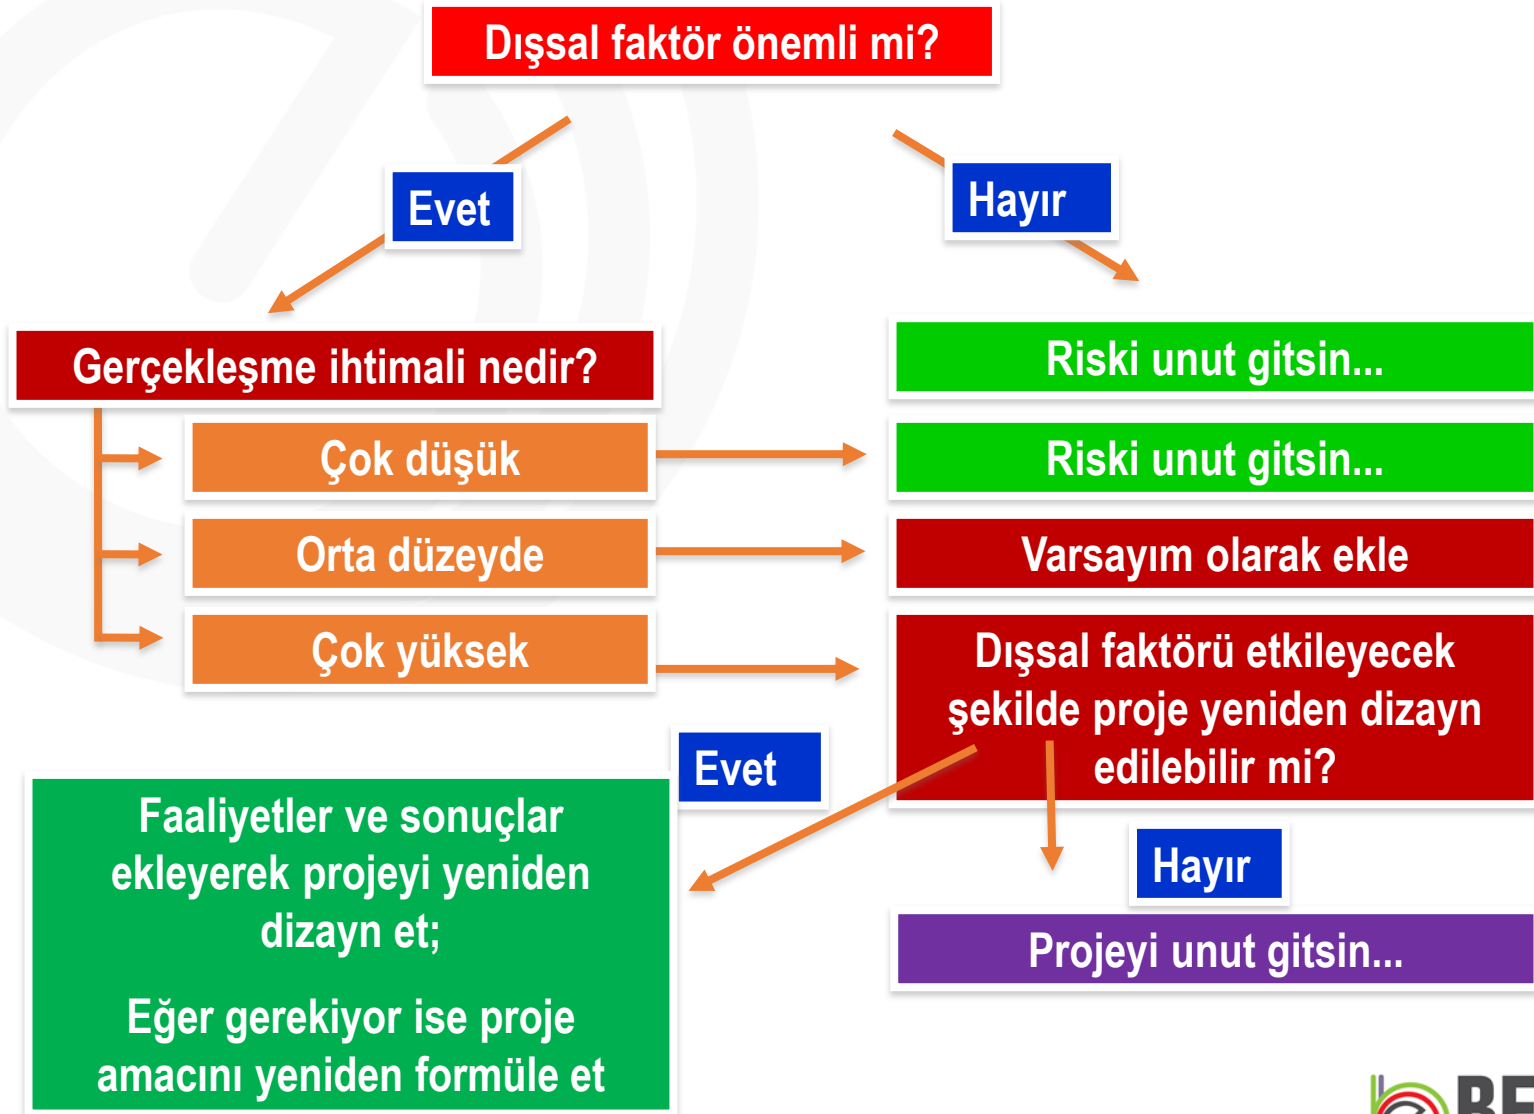 Dışsal faktör önemli mi?
Evet
Hayır
Gerçekleşme ihtimali nedir?
Riski unut gitsin...
Çok düşük
Riski unut gitsin...
Orta düzeyde
Varsayım olarak ekle
Çok yüksek
Dışsal faktörü etkileyecek
şekilde proje yeniden dizayn
edilebilir mi?
Evet
Faaliyetler ve sonuçlar
ekleyerek projeyi yeniden
dizayn et;
Eğer gerekiyor ise proje
amacını yeniden formüle et
Hayır
Projeyi unut gitsin...